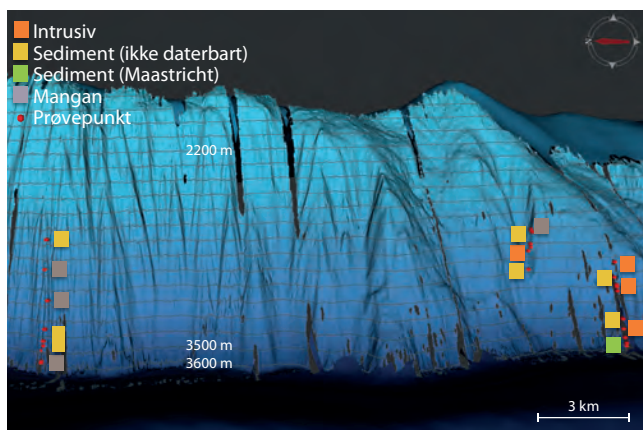 Intrusiv
Sediment (ikke daterbart)
Sediment (Maastricht)
Mangan
Prøvepunkt
2200 m
3500 m
3600 m
3 km